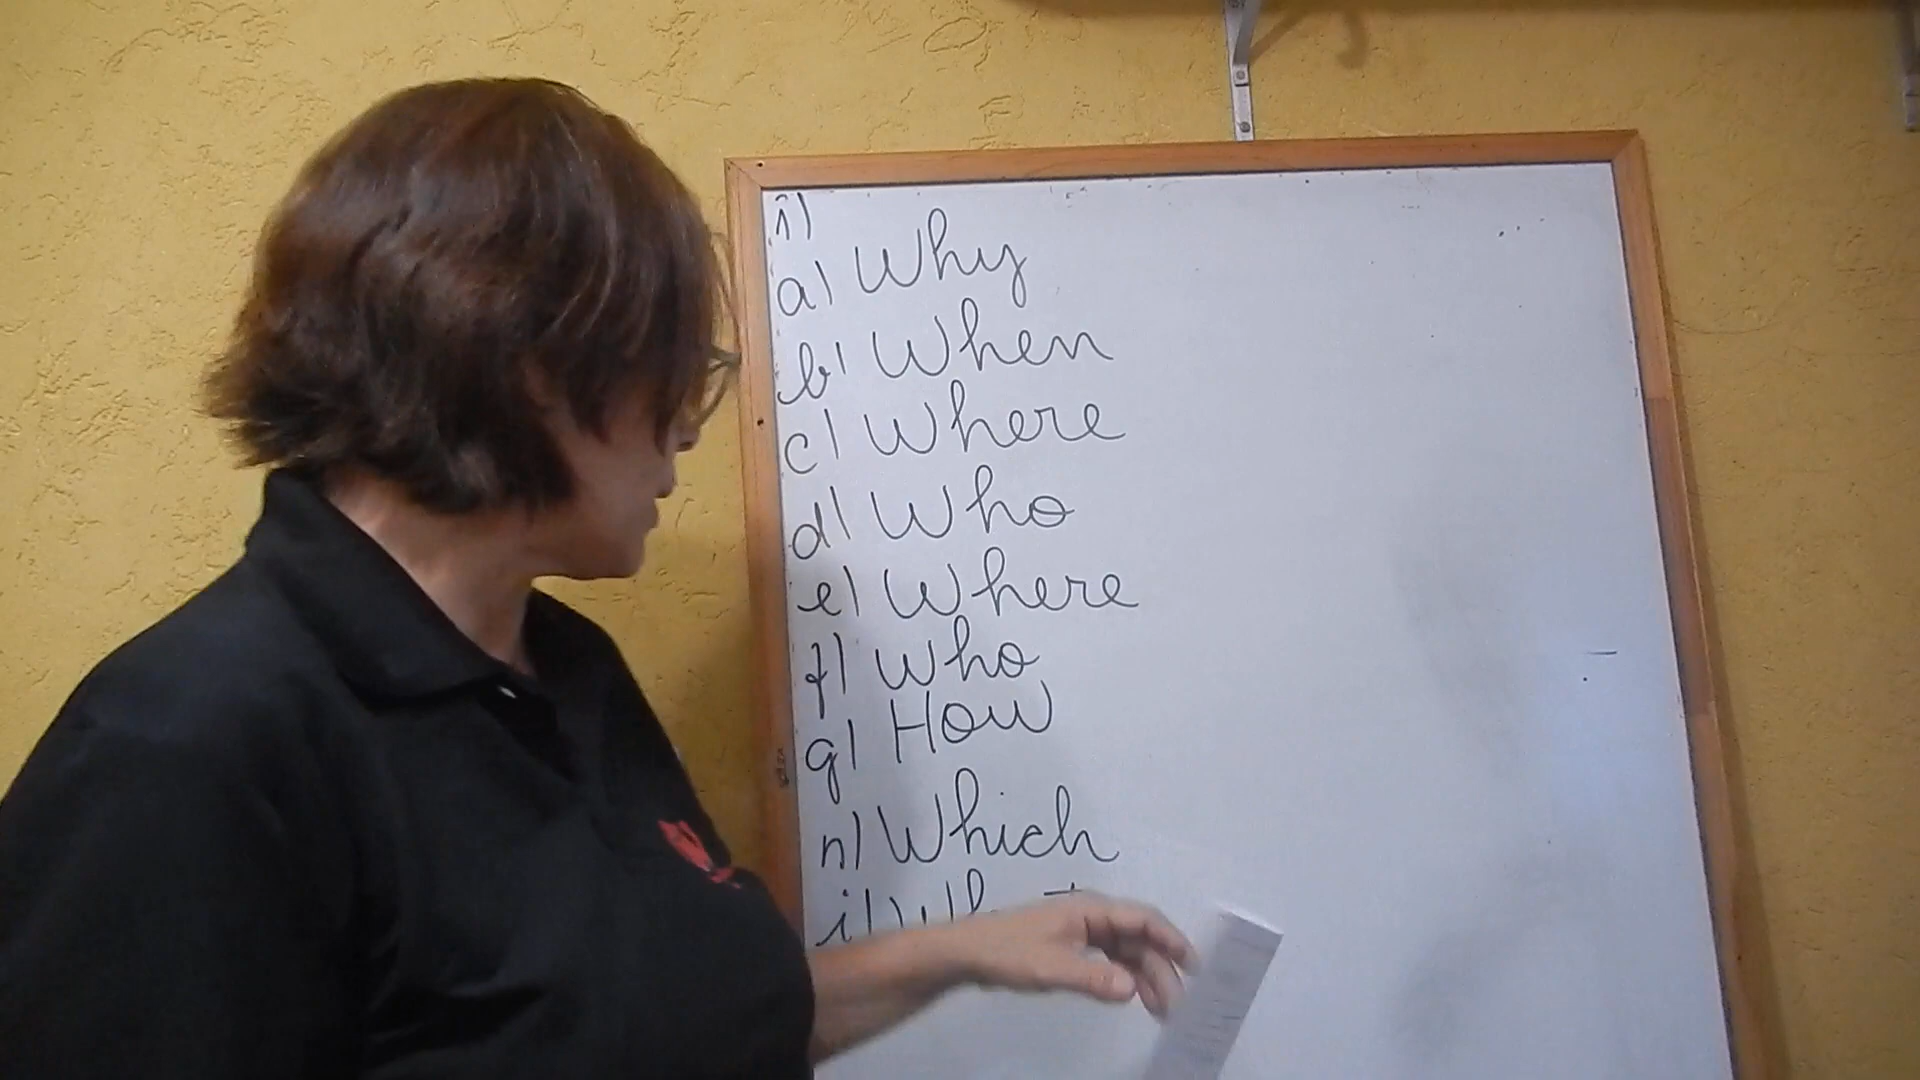 1)
a) Why
b) When
c) Where
d) Who
e) Where
f) Who
g) How
h) Which
i)